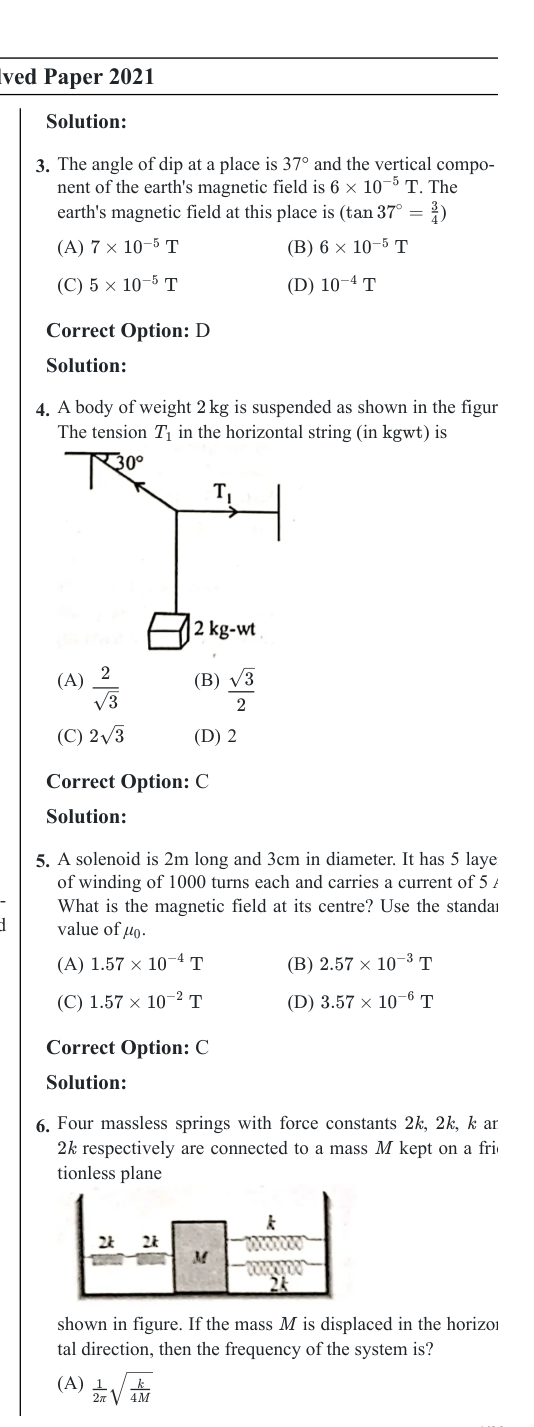 lved Paper 2021
Solution:
3. The angle of dip at a place is 37° and the vertical compo-
nent of the earth's magnetic field is 6 × 10⁻⁵ T. The
earth's magnetic field at this place is (tan 37° = 3/4)
(A) 7 × 10⁻⁵ T (B) 6 × 10⁻⁵ T
(C) 5 × 10⁻⁵ T (D) 10⁻⁴ T
Correct Option: D
Solution:
4. A body of weight 2 kg is suspended as shown in the figur
The tension T₁ in the horizontal string (in kgwt) is
30°
T₁
2 kg-wt
(A) 2/√3 (B) √3/2
(C) 2√3 (D) 2
Correct Option: C
Solution:
5. A solenoid is 2m long and 3cm in diameter. It has 5 laye
of winding of 1000 turns each and carries a current of 5 A
What is the magnetic field at its centre? Use the standar
value of μ₀.
(A) 1.57 × 10⁻⁴ T (B) 2.57 × 10⁻³ T
(C) 1.57 × 10⁻² T (D) 3.57 × 10⁻⁶ T
Correct Option: C
Solution:
6. Four massless springs with force constants 2k, 2k, k an
2k respectively are connected to a mass M kept on a fri
tionless plane
k
2k 2k
M
2k
shown in figure. If the mass M is displaced in the horizon
tal direction, then the frequency of the system is?
(A) 1/2π √k/4M